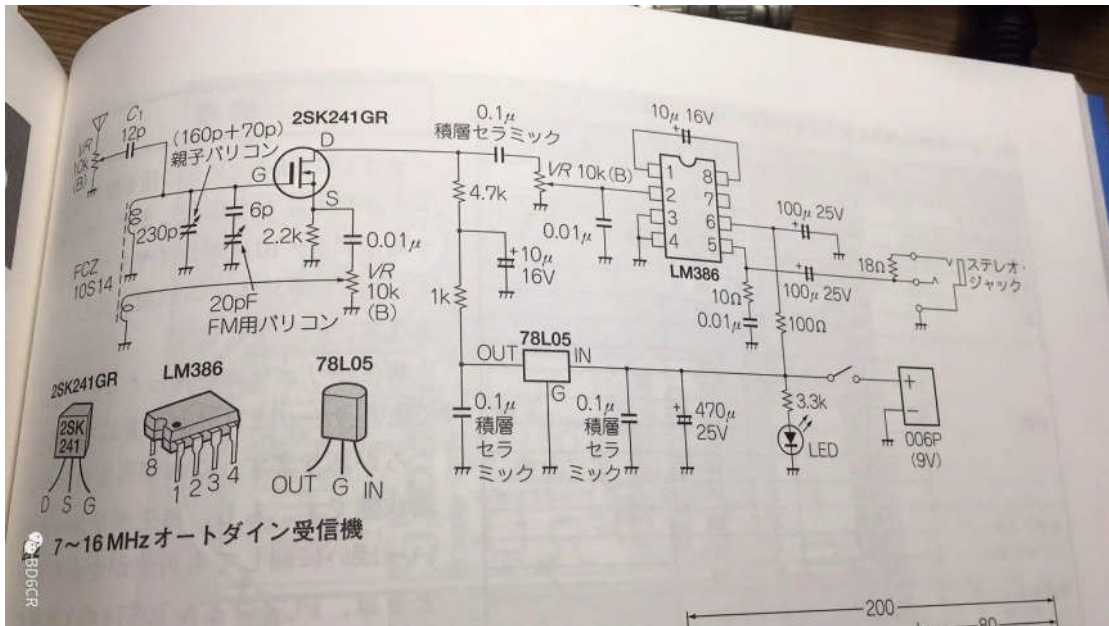 2SK241GR
C1
12p
VR
10k
(B)
(160p+70p)
親子バリコン
D
G
S
230p
6p
2.2k
0.01μ
VR
10k
(B)
FCZ
10S14
20pF
FM用バリコン
0.1μ
積層セラミック
4.7k
10μ
16V
1k
VR 10k(B)
0.01μ
10μ 16V
1
2
3
4
8
7
6
5
LM386
100μ 25V
18Ω
100μ 25V
ステレオ・
ジャック
10Ω
0.01μ
100Ω
78L05
OUT
IN
G
0.1μ
積層
セラ
ミック
0.1μ
積層
セラ
ミック
470μ
25V
3.3k
LED
006P
(9V)
2SK241GR
2SK
241
D S G
LM386
8
1 2 3 4
78L05
OUT G IN
7～16MHzオートダイン受信機
BD6CR
200